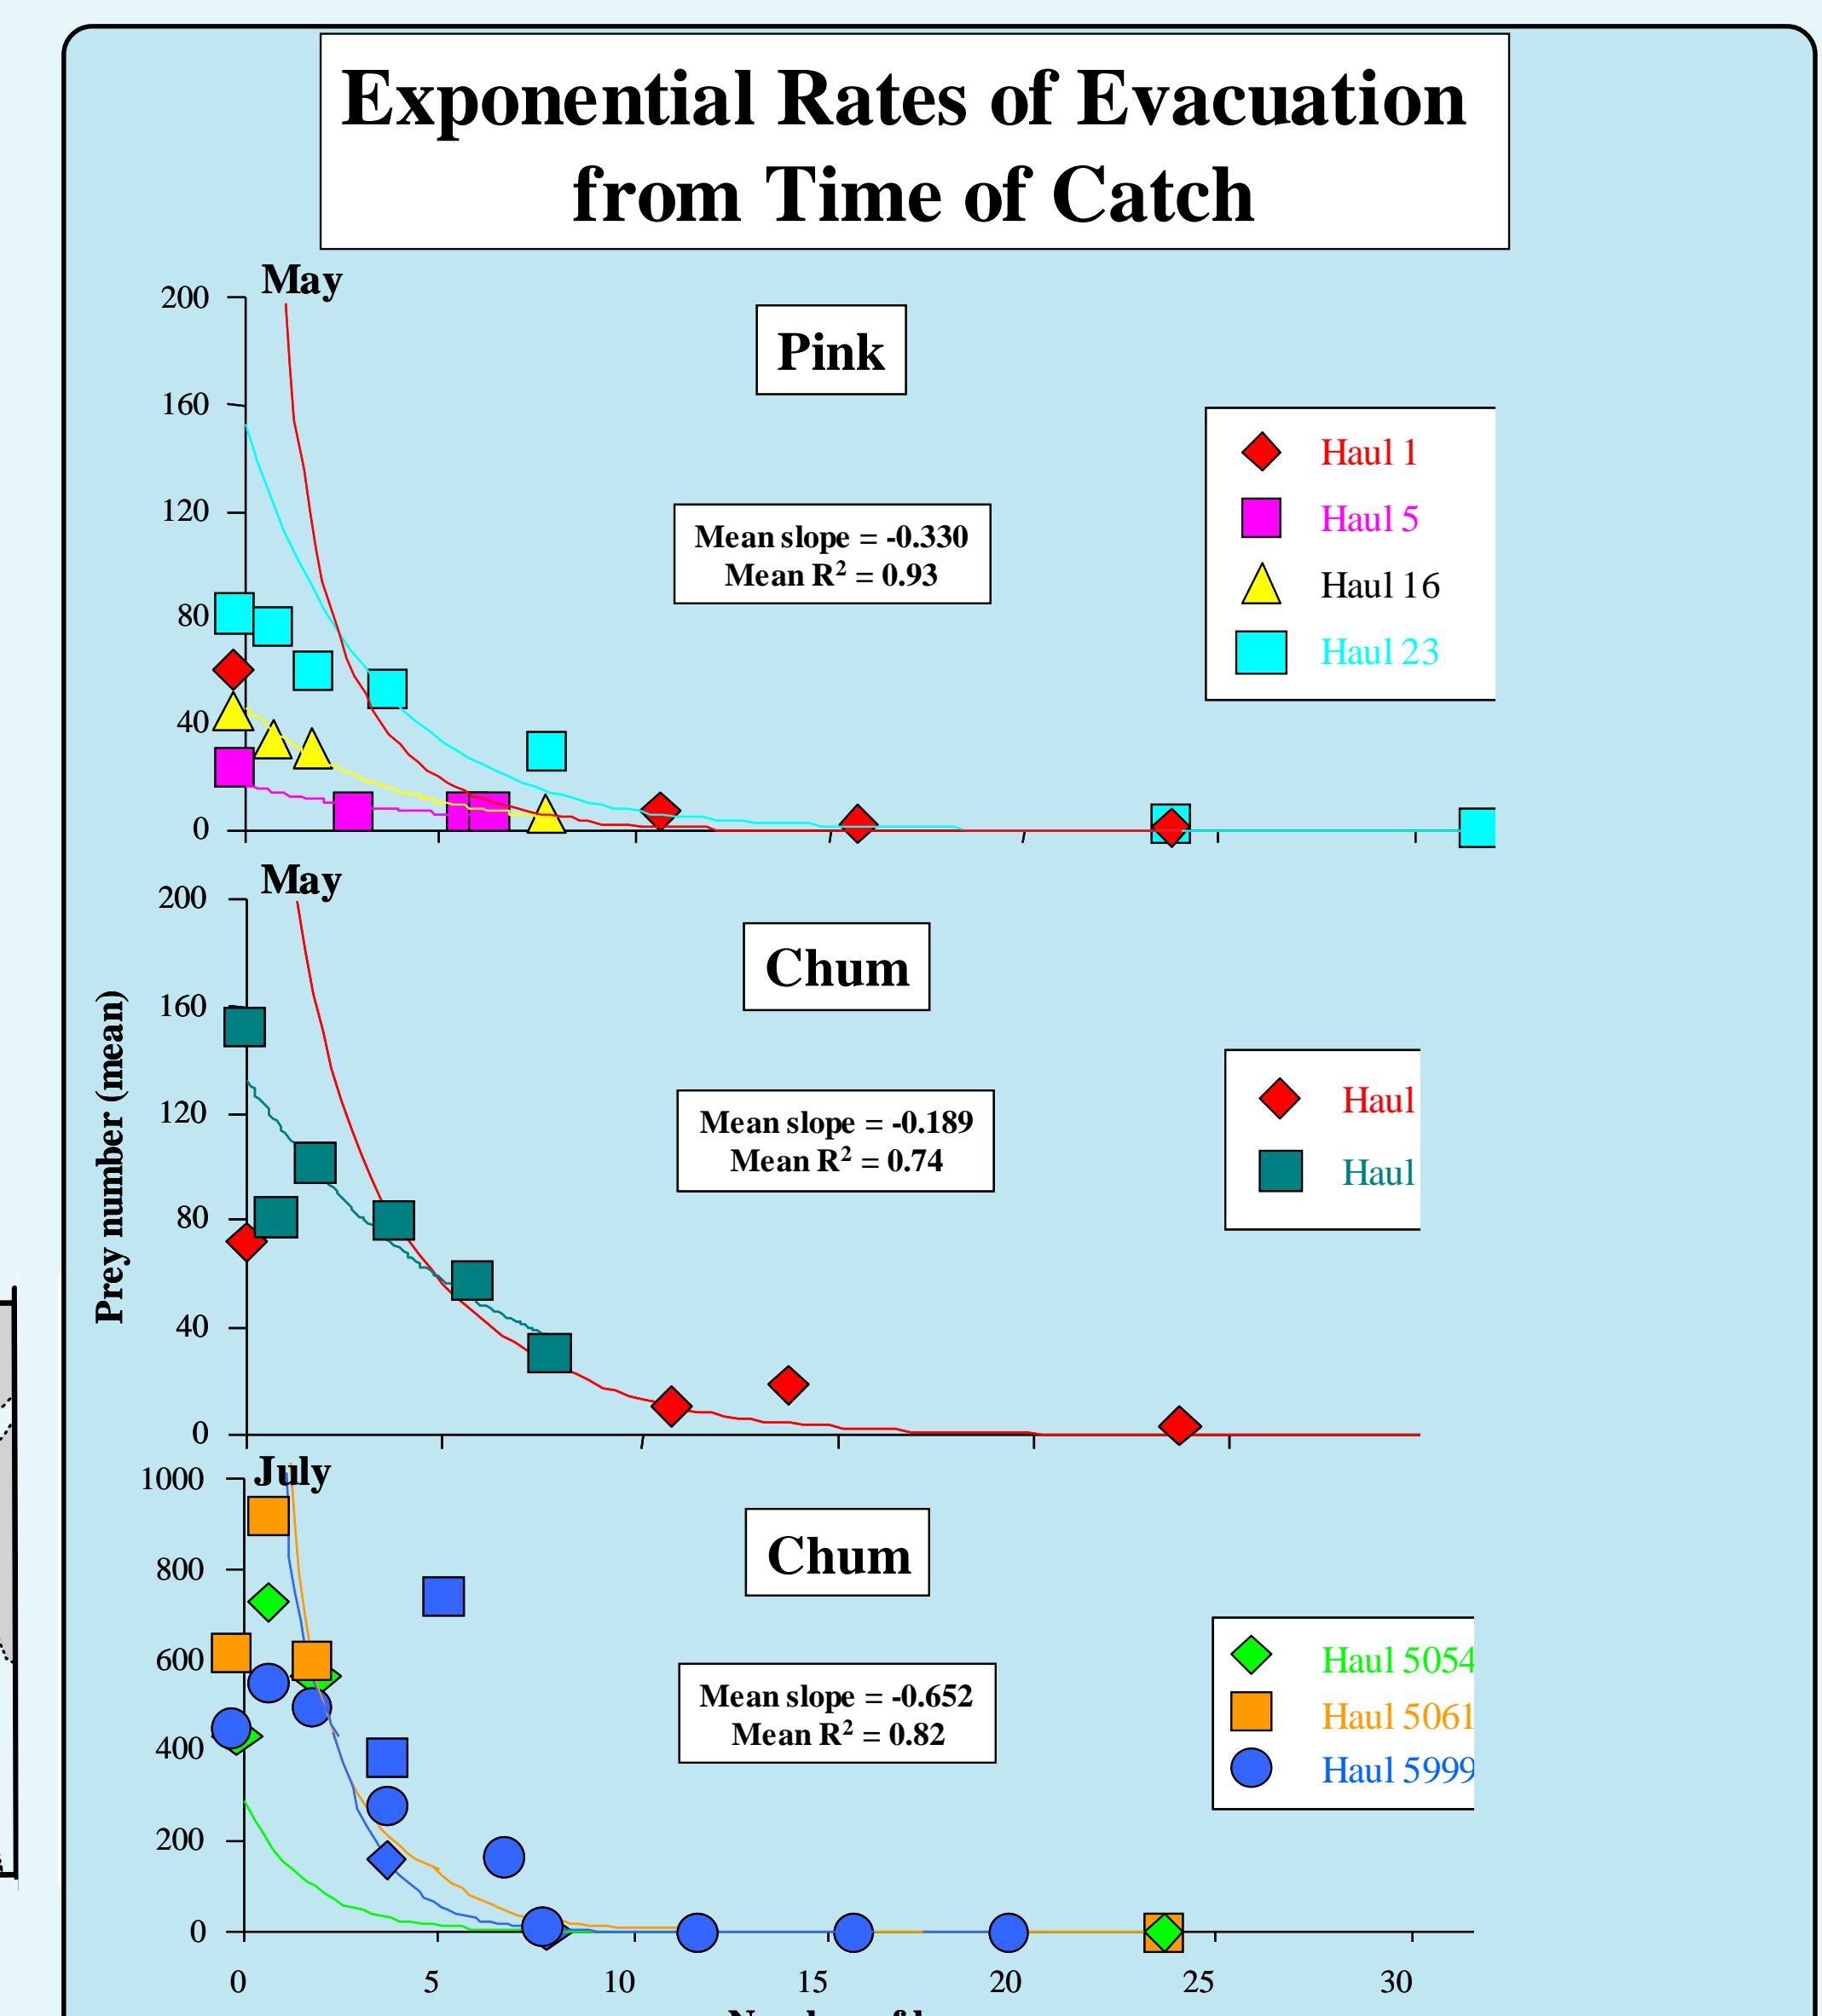 Exponential Rates of Evacuation
from Time of Catch
May
200
160
120
80
40
0
Pink
Mean slope = -0.330
Mean R² = 0.93
Haul 1
Haul 5
Haul 16
Haul 23
Prey number (mean)
May
200
160
120
80
40
0
Chum
Mean slope = -0.189
Mean R² = 0.74
Haul
Haul
July
1000
800
600
400
200
0
Chum
Mean slope = -0.652
Mean R² = 0.82
Haul 5054
Haul 5061
Haul 5999
0 5 10 15 20 25 30